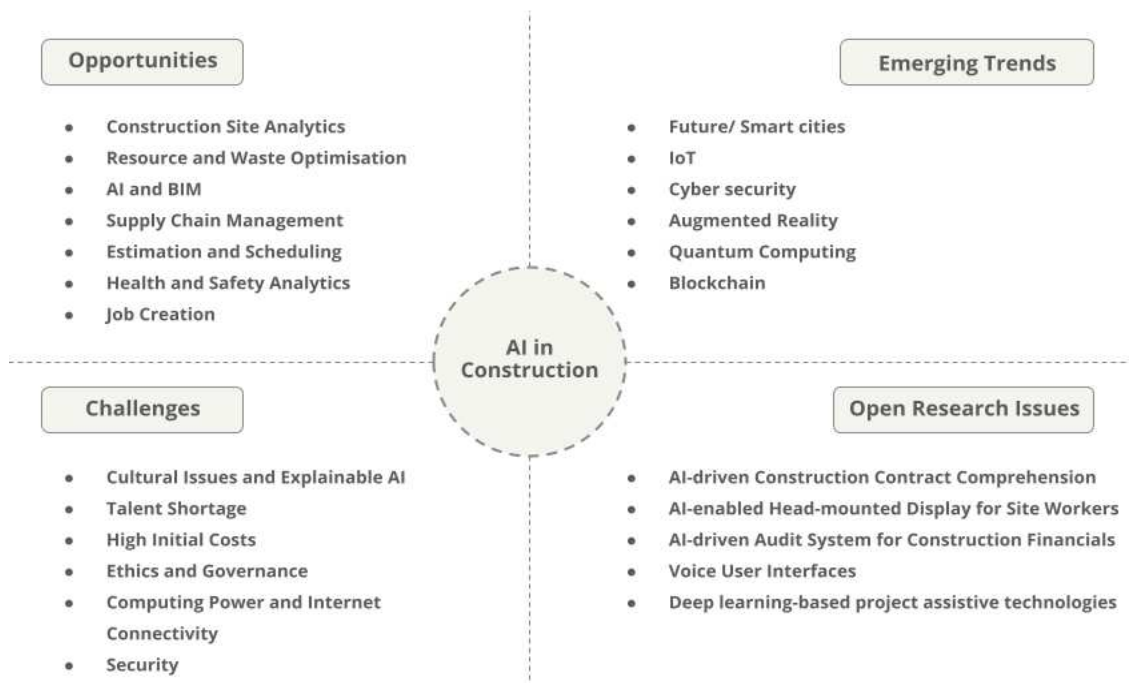 Opportunities
Construction Site Analytics
Resource and Waste Optimisation
AI and BIM
Supply Chain Management
Estimation and Scheduling
Health and Safety Analytics
Job Creation
Emerging Trends
Future/ Smart cities
IoT
Cyber security
Augmented Reality
Quantum Computing
Blockchain
AI in
Construction
Challenges
Cultural Issues and Explainable AI
Talent Shortage
High Initial Costs
Ethics and Governance
Computing Power and Internet
Connectivity
Security
Open Research Issues
AI-driven Construction Contract Comprehension
AI-enabled Head-mounted Display for Site Workers
AI-driven Audit System for Construction Financials
Voice User Interfaces
Deep learning-based project assistive technologies